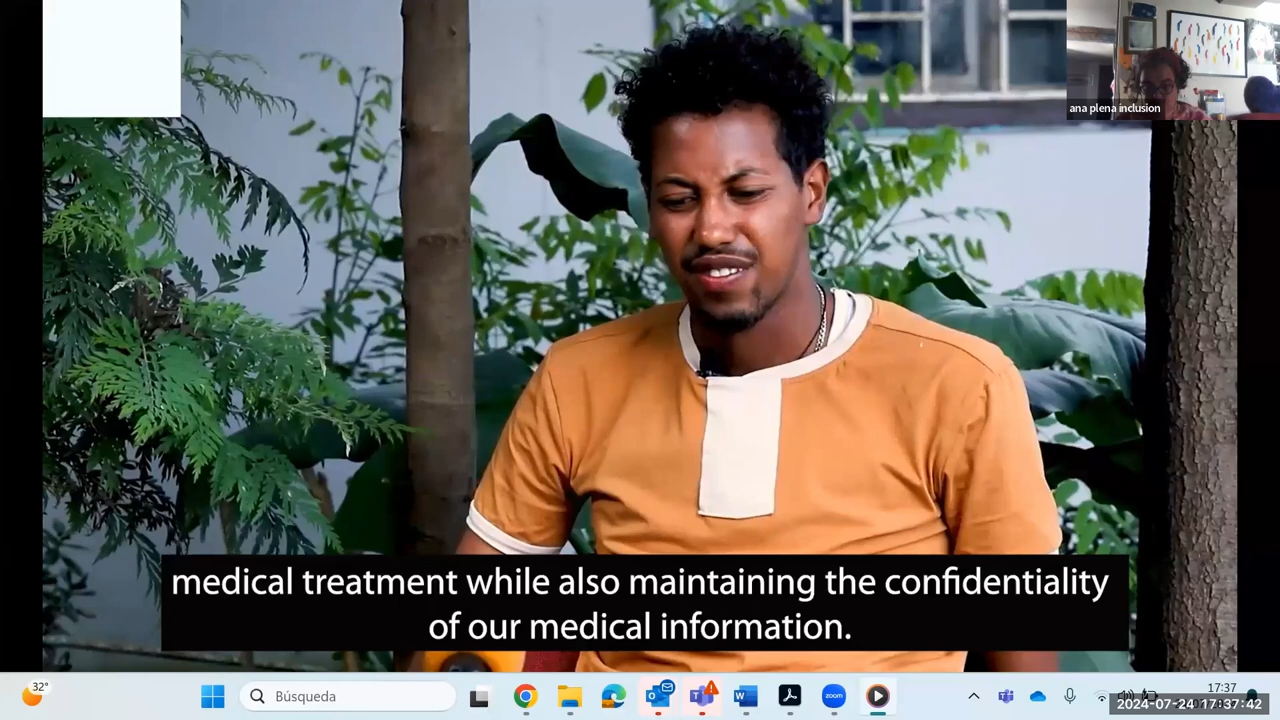 ana plena inclusion
medical treatment while also maintaining the confidentiality
of our medical information.
32°
Búsqueda
zoom
17:37
2024-07-24 17:37:42